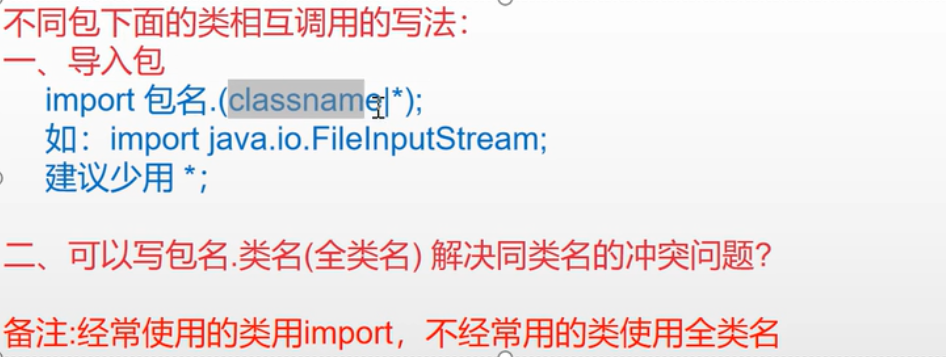 不同包下面的类相互调用的写法：
一、导入包
import 包名.(classname|*);
如：import java.io.FileInputStream;
建议少用 *；
二、可以写包名.类名(全类名) 解决同类名的冲突问题？
备注:经常使用的类用import，不经常用的类使用全类名